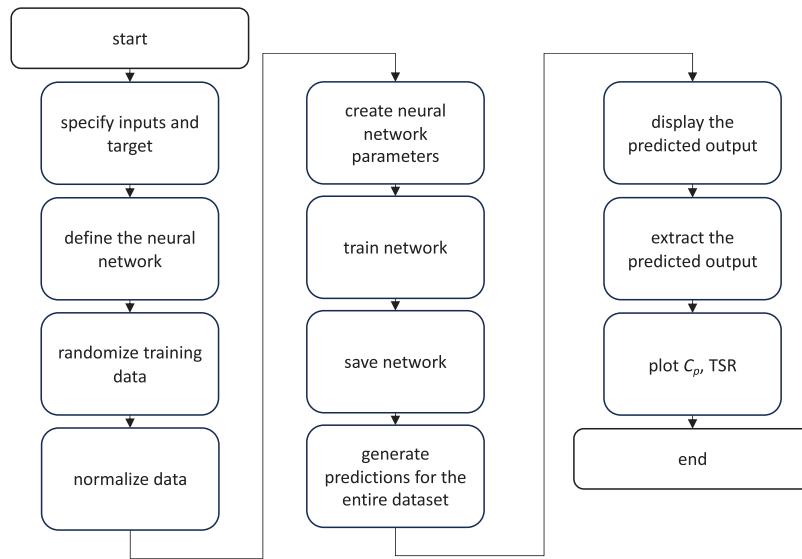 start
specify inputs and
target
define the neural
network
randomize training
data
normalize data
create neural
network
parameters
train network
save network
generate
predictions for the
entire dataset
display the
predicted output
extract the
predicted output
plot Cp, TSR
end